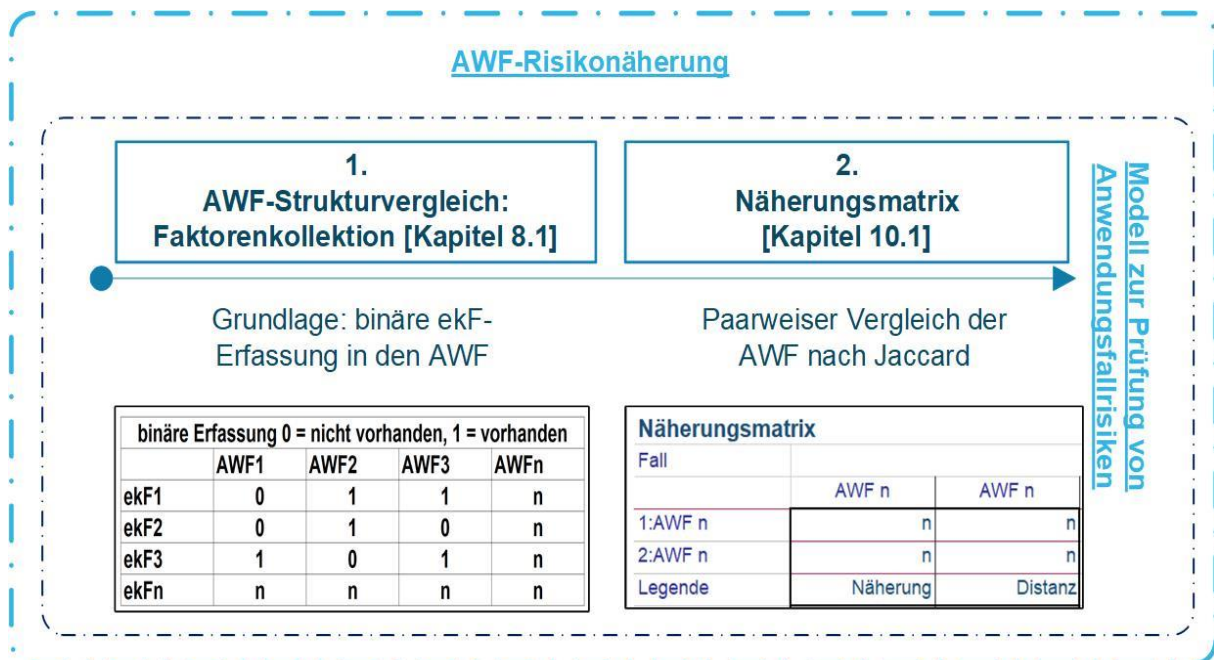 AWF-Risikonäherung
1.
AWF-Strukturvergleich:
Faktorenkollektion [Kapitel 8.1]
2.
Näherungsmatrix
[Kapitel 10.1]
Modell zur Prüfung von
Anwendungsfallrisiken
Grundlage: binäre ekF-
Erfassung in den AWF
Paarweiser Vergleich der
AWF nach Jaccard
binäre Erfassung 0 = nicht vorhanden, 1 = vorhanden
AWF1 AWF2 AWF3 AWFn
ekF1 0 1 1 n
ekF2 0 1 0 n
ekF3 1 0 1 n
ekFn n n n n
Näherungsmatrix
Fall
AWF n AWF n
1:AWF n n n
2:AWF n n n
Legende Näherung Distanz